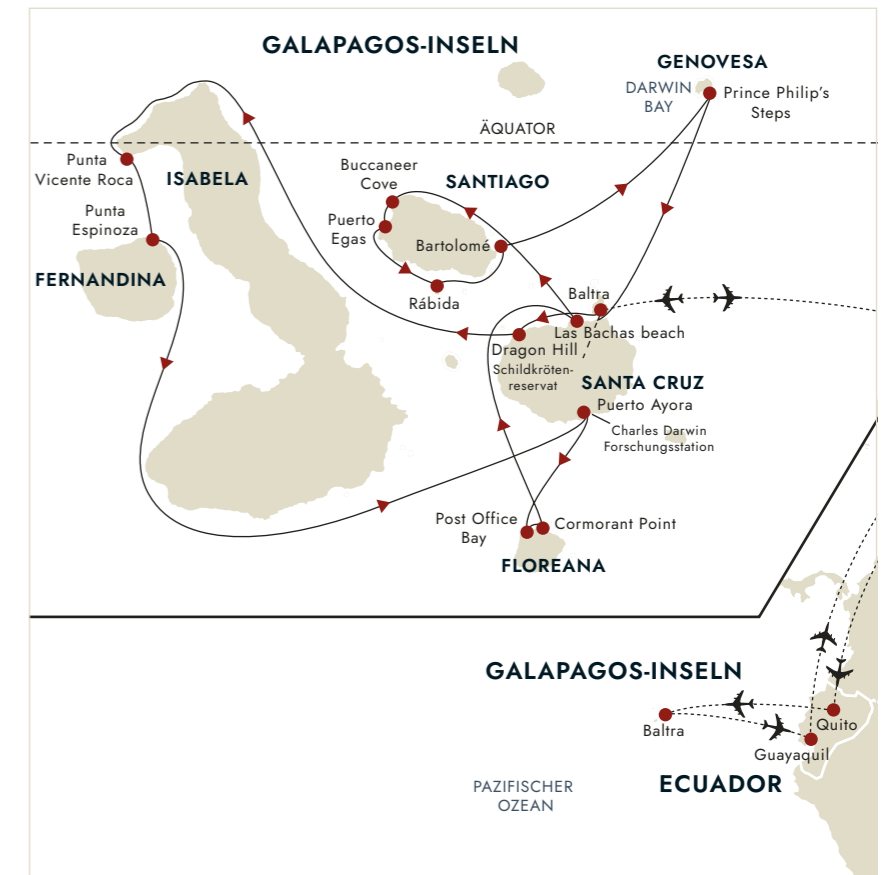 GALAPAGOS-INSELN
GENOVESA
DARWIN
BAY
Prince Philip's
Steps
ÄQUATOR
Punta
Vicente Roca
ISABELA
Buccaneer
Cove
SANTIAGO
Punta
Espinoza
Puerto
Egas
Bartolomé
FERNANDINA
Rábida
Baltra
Las Bachas beach
Dragon Hill
Schildkröten-
reservat
SANTA CRUZ
Puerto Ayora
Charles Darwin
Forschungsstation
Post Office
Bay
Cormorant Point
FLOREANA
GALAPAGOS-INSELN
Baltra
Quito
Guayaquil
ECUADOR
PAZIFISCHER
OZEAN